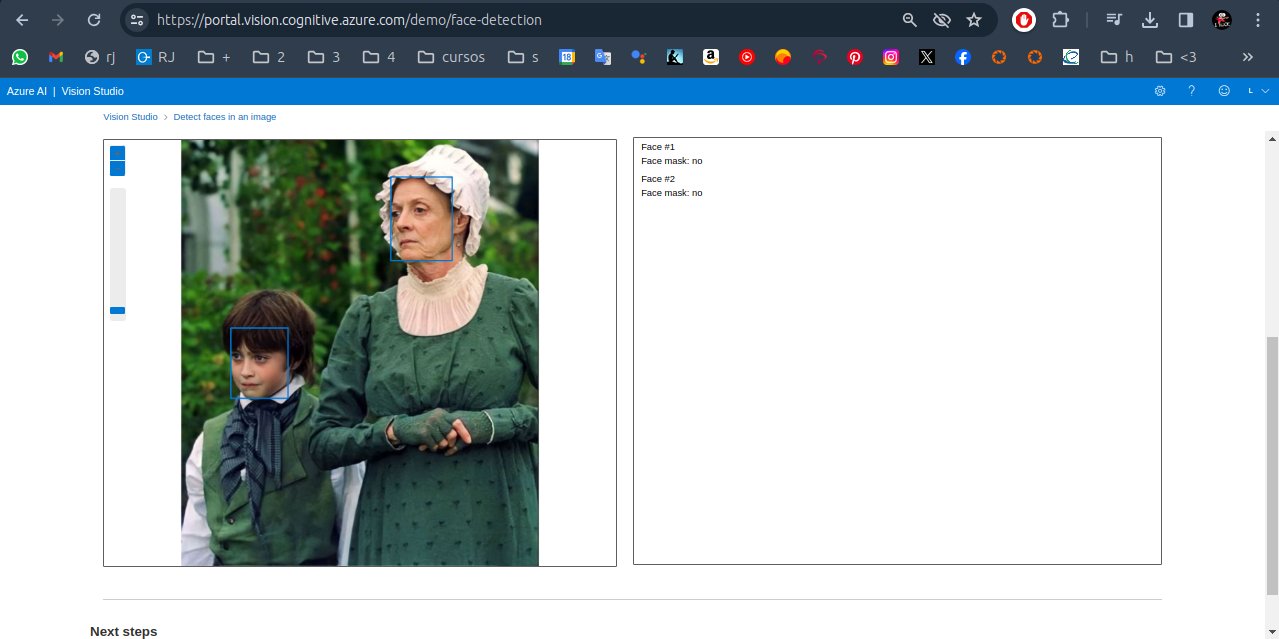 https://portal.vision.cognitive.azure.com/demo/face-detection
rj RJ + 2 3 4 cursos s 18 h <3 »
Azure AI | Vision Studio ? L
Vision Studio > Detect faces in an image
Face #1
Face mask: no
Face #2
Face mask: no
Next steps